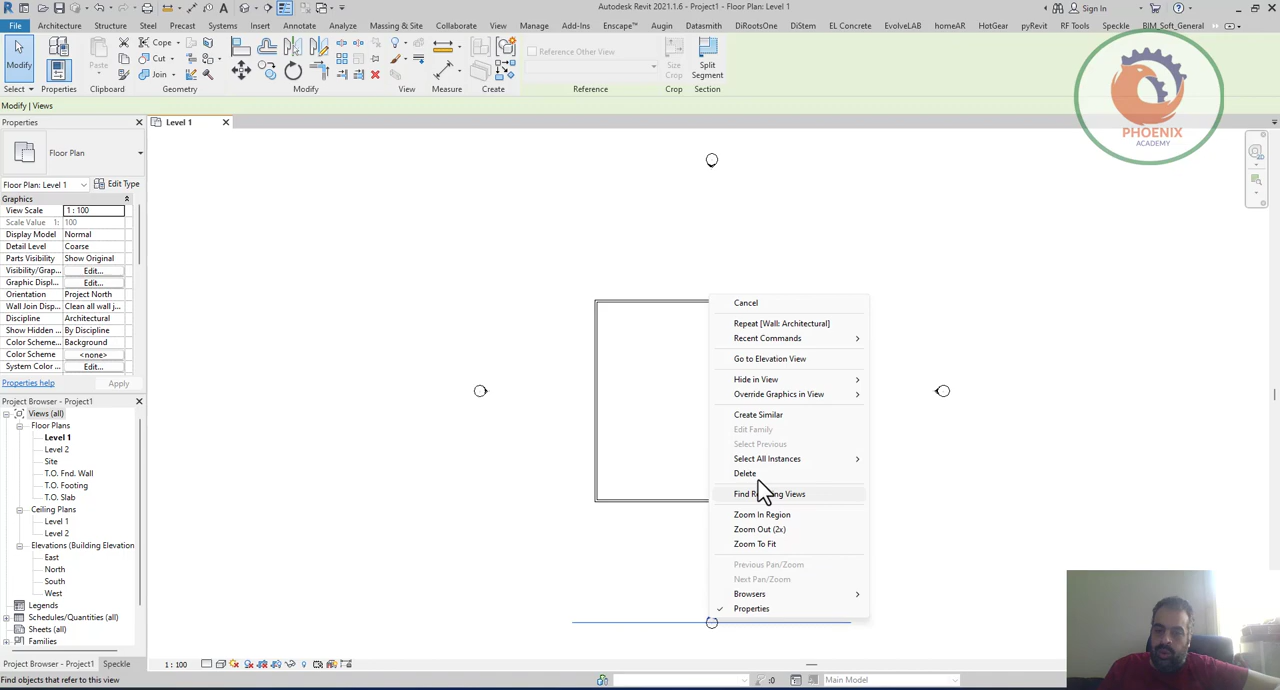 Autodesk Revit 2021.1.6 - Project1 - Floor Plan: Level 1
Sign In
File
Architecture
Structure
Steel
Precast
Systems
Insert
Annotate
Analyze
Massing & Site
Collaborate
View
Manage
Add-Ins
Enscape™
Augin
Datasmith
DiRootsOne
DiStem
EL Concrete
EvolveLAB
homeAR
HotGear
pyRevit
RF Tools
Speckle
BIM_Soft_General
Modify
Paste
Cope
Cut
Join
Reference Other View
Size
Crop
Split
Segment
Select
Properties
Clipboard
Geometry
Modify
View
Measure
Create
Reference
Crop
Section
Modify | Views
Properties
Floor Plan
Floor Plan: Level 1
Edit Type
Graphics
View Scale
1 : 100
Scale Value 1:
100
Display Model
Normal
Detail Level
Coarse
Parts Visibility
Show Original
Visibility/Grap...
Edit...
Graphic Displ...
Edit...
Orientation
Project North
Wall Join Disp...
Clean all wall j...
Discipline
Architectural
Show Hidden ...
By Discipline
Color Scheme ...
Background
Color Scheme
<none>
System Color ...
Edit...
Properties help
Apply
Project Browser - Project1
Views (all)
Floor Plans
Level 1
Level 2
Site
T.O. Fnd. Wall
T.O. Footing
T.O. Slab
Ceiling Plans
Level 1
Level 2
Elevations (Building Elevation
East
North
South
West
Legends
Schedules/Quantities (all)
Sheets (all)
Families
Project Browser - Project1
Speckle
Find objects that refer to this view
Level 1
Cancel
Repeat [Wall: Architectural]
Recent Commands
Go to Elevation View
Hide in View
Override Graphics in View
Create Similar
Edit Family
Select Previous
Select All Instances
Delete
Find Referring Views
Zoom In Region
Zoom Out (2x)
Zoom To Fit
Previous Pan/Zoom
Next Pan/Zoom
Browsers
Properties
1 : 100
:0
Main Model
PHOENIX
ACADEMY